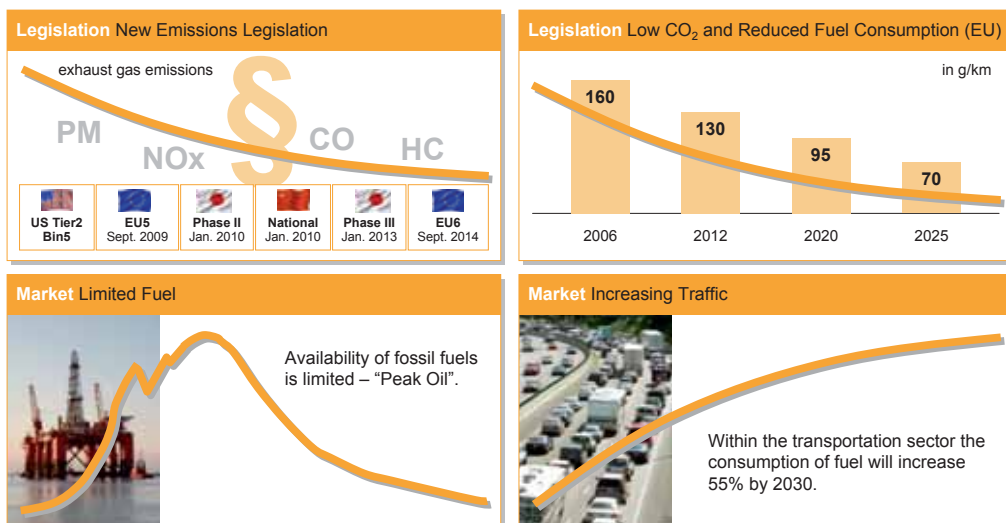 Legislation New Emissions Legislation
exhaust gas emissions
§
PM
NOx
CO
HC
US Tier2
Bin5
EU5
Sept. 2009
Phase II
Jan. 2010
National
Jan. 2010
Phase III
Jan. 2013
EU6
Sept. 2014
Legislation Low CO₂ and Reduced Fuel Consumption (EU)
in g/km
160
130
95
70
2006
2012
2020
2025
Market Limited Fuel
Availability of fossil fuels
is limited – “Peak Oil”.
Market Increasing Traffic
Within the transportation sector the
consumption of fuel will increase
55% by 2030.